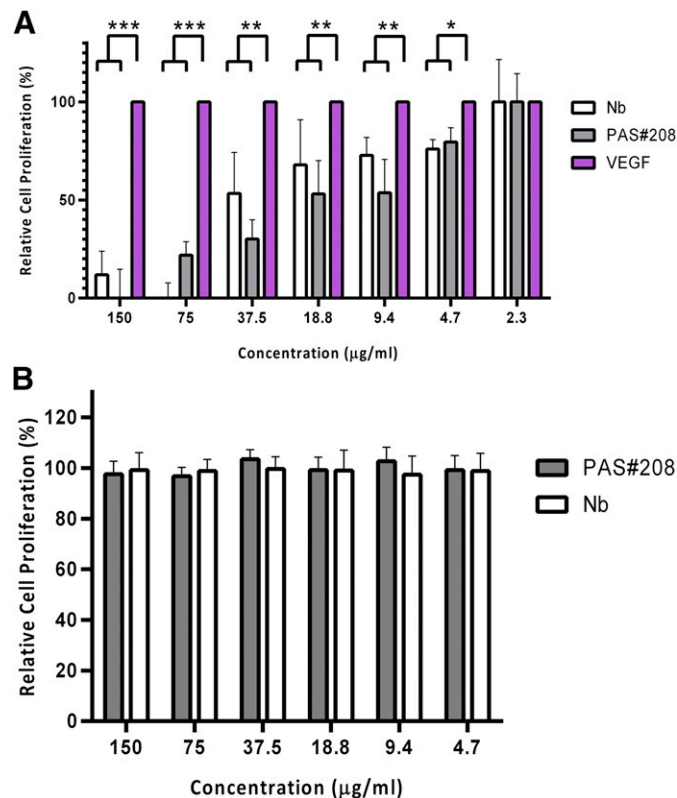 A
*** *** ** ** ** *
Relative Cell Proliferation (%)
100
50
0
150 75 37.5 18.8 9.4 4.7 2.3
Concentration (μg/ml)
Nb
PAS#208
VEGF
B
Relative Cell Proliferation (%)
120
100
80
60
40
20
0
150 75 37.5 18.8 9.4 4.7
Concentration (μg/ml)
PAS#208
Nb